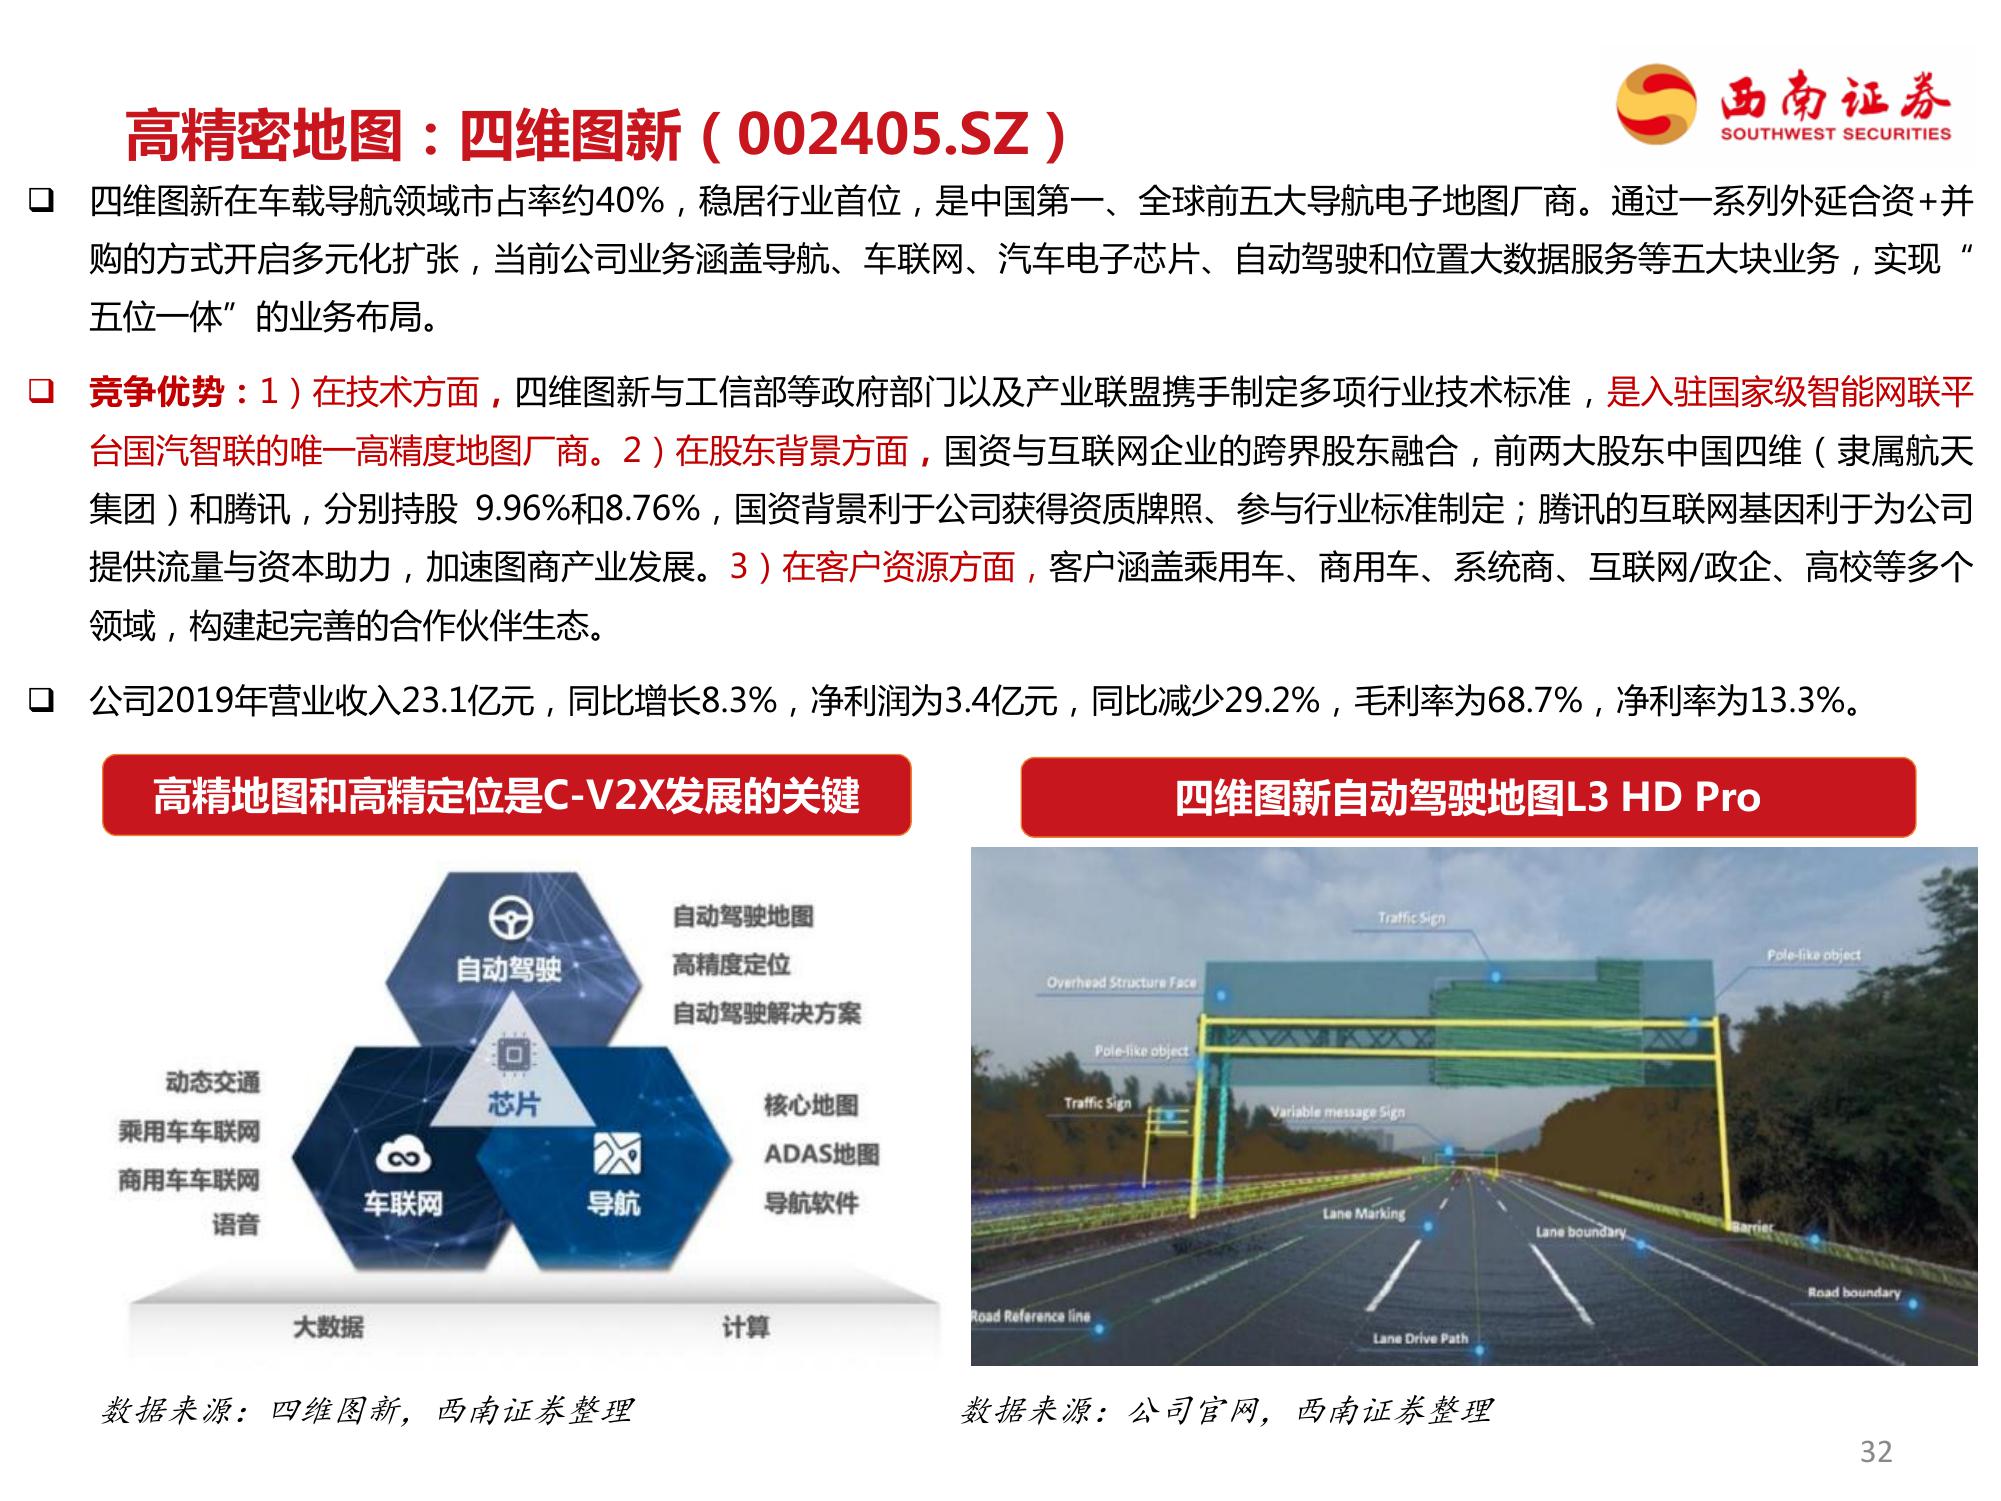 西南证券
SOUTHWEST SECURITIES
高精密地图：四维图新（002405.SZ）
❑ 四维图新在车载导航领域市占率约40%，稳居行业首位，是中国第一、全球前五大导航电子地图厂商。通过一系列外延合资+并
购的方式开启多元化扩张，当前公司业务涵盖导航、车联网、汽车电子芯片、自动驾驶和位置大数据服务等五大块业务，实现“
五位一体”的业务布局。
❑ 竞争优势：1）在技术方面，四维图新与工信部等政府部门以及产业联盟携手制定多项行业技术标准，是入驻国家级智能网联平
台国汽智联的唯一高精度地图厂商。2）在股东背景方面，国资与互联网企业的跨界股东融合，前两大股东中国四维（隶属航天
集团）和腾讯，分别持股 9.96%和8.76%，国资背景利于公司获得资质牌照、参与行业标准制定；腾讯的互联网基因利于为公司
提供流量与资本助力，加速图商产业发展。3）在客户资源方面，客户涵盖乘用车、商用车、系统商、互联网/政企、高校等多个
领域，构建起完善的合作伙伴生态。
❑ 公司2019年营业收入23.1亿元，同比增长8.3%，净利润为3.4亿元，同比减少29.2%，毛利率为68.7%，净利率为13.3%。
高精地图和高精定位是C-V2X发展的关键
自动驾驶
自动驾驶地图
高精度定位
自动驾驶解决方案
芯片
动态交通
乘用车车联网
商用车车联网
语音
车联网
导航
核心地图
ADAS地图
导航软件
大数据
计算
数据来源：四维图新，西南证券整理
四维图新自动驾驶地图L3 HD Pro
Traffic Sign
Pole-like object
Overhead Structure Face
Pole-like object
Traffic Sign
Variable message Sign
Lane Marking
Lane boundary
Barrier
Road boundary
Road Reference line
Lane Drive Path
数据来源：公司官网，西南证券整理
32